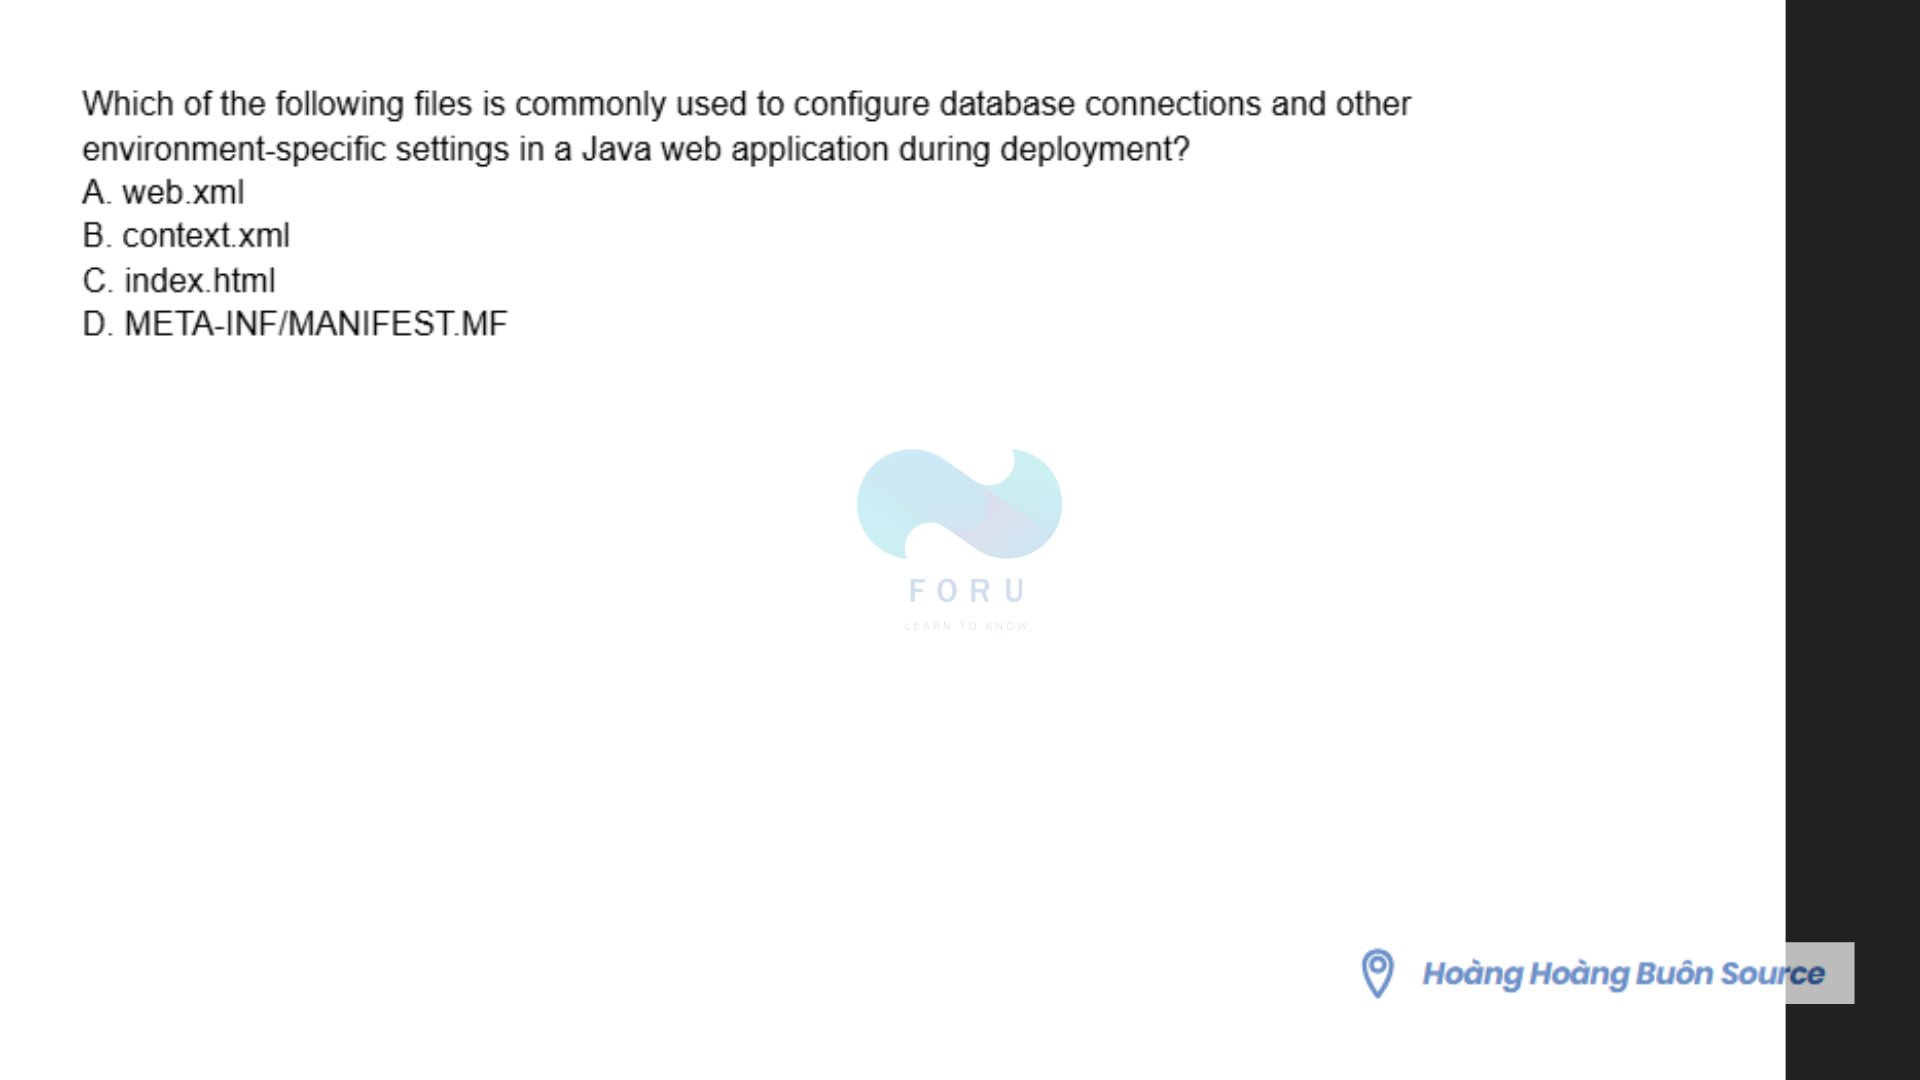 Which of the following files is commonly used to configure database connections and other
environment-specific settings in a Java web application during deployment?
A. web.xml
B. context.xml
C. index.html
D. META-INF/MANIFEST.MF
FORU
LEARN TO KNOW
Hoàng Hoàng Buôn Source